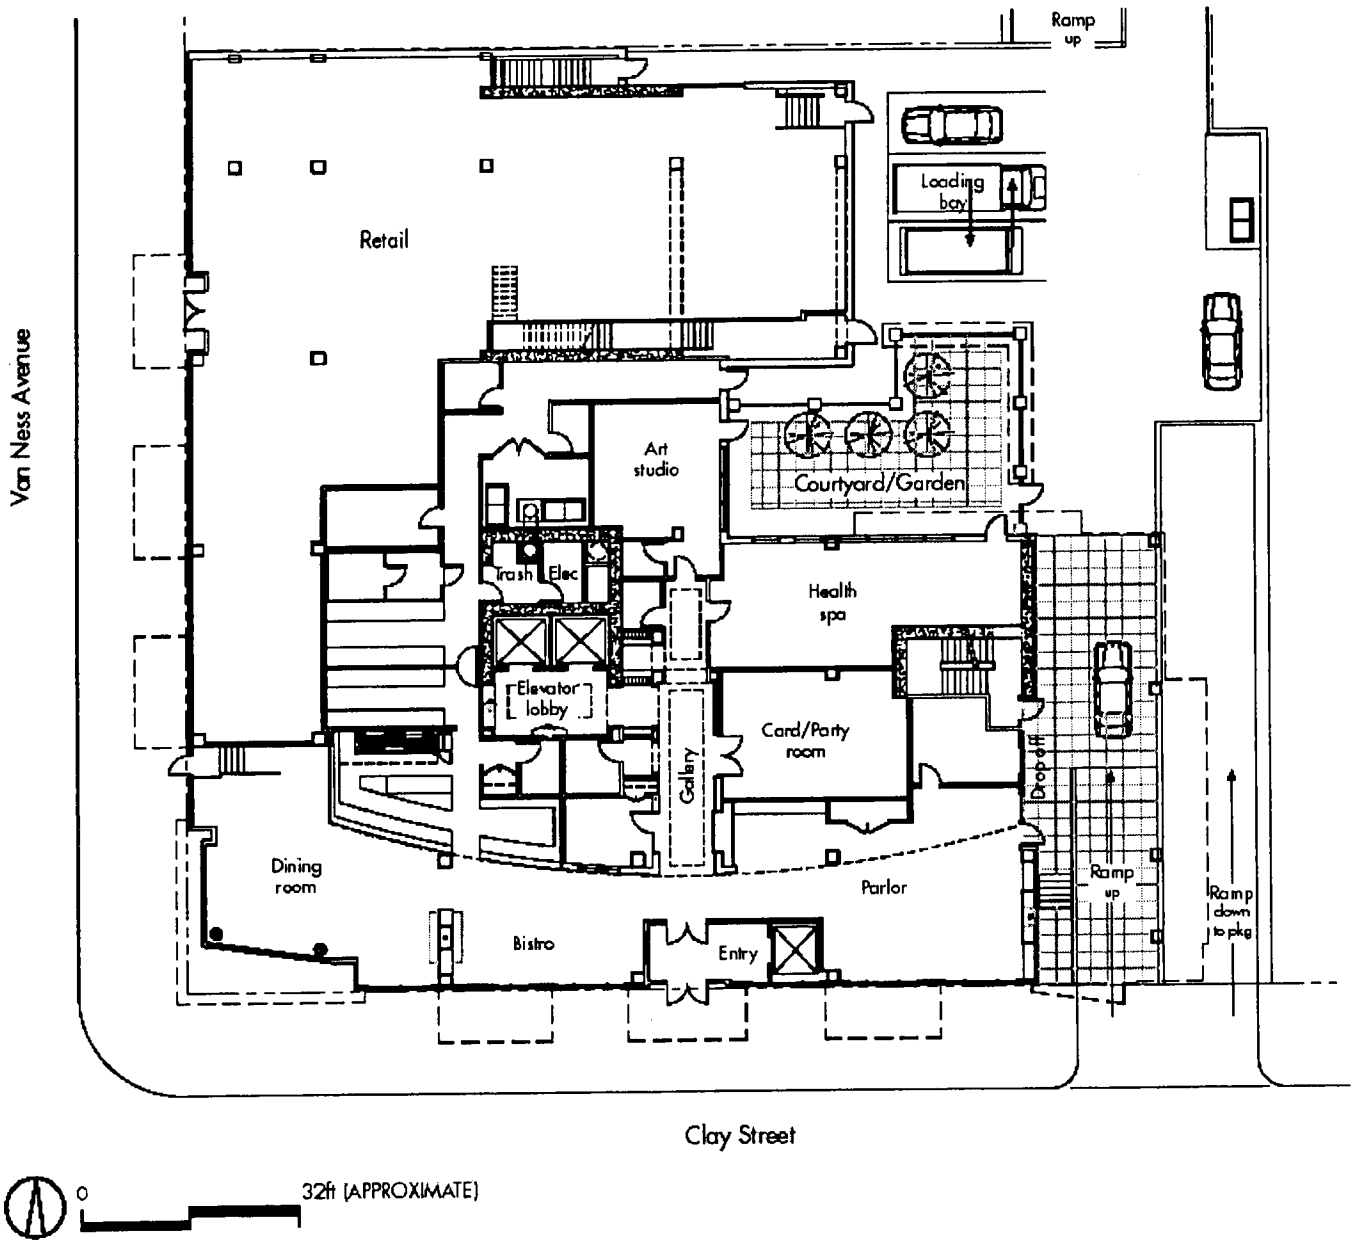 Ramp
up
Loading
bay
Retail
Van Ness Avenue
Art
studio
Courtyard/Garden
Trash
Elec
Health
spa
Elevator
lobby
Card/Party
room
Gallery
Drop off
Dining
room
Parlor
Ramp
up
Ramp
down
to pkg
Bistro
Entry
Clay Street
0
32ft (APPROXIMATE)